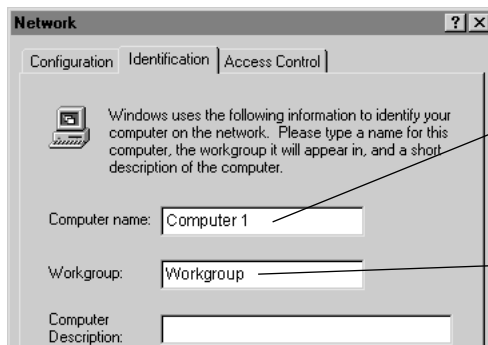 Network ? ×
Configuration Identification Access Control
Windows uses the following information to identify your
computer on the network. Please type a name for this
computer, the workgroup it will appear in, and a short
description of the computer.
Computer name: Computer 1
Workgroup: Workgroup
Computer
Description: